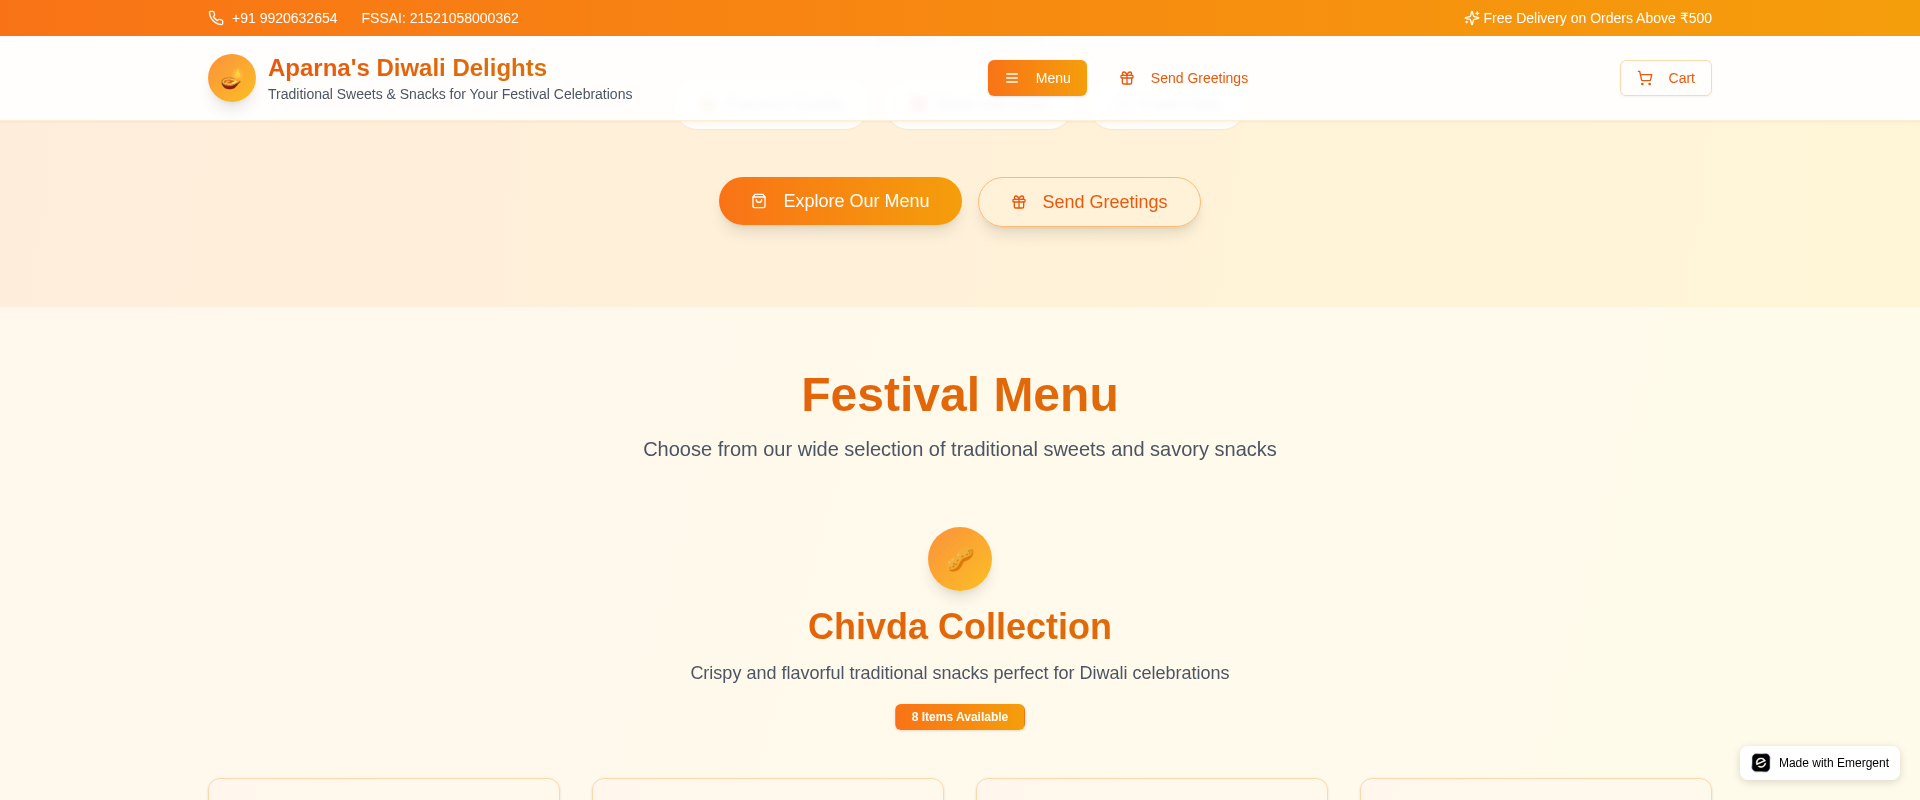 +91 9920632654
FSSAI: 21521058000362
Free Delivery on Orders Above ₹500
Aparna's Diwali Delights
Traditional Sweets & Snacks for Your Festival Celebrations
Menu
Send Greetings
Cart
Explore Our Menu
Send Greetings
Festival Menu
Choose from our wide selection of traditional sweets and savory snacks
Chivda Collection
Crispy and flavorful traditional snacks perfect for Diwali celebrations
8 Items Available
Made with Emergent